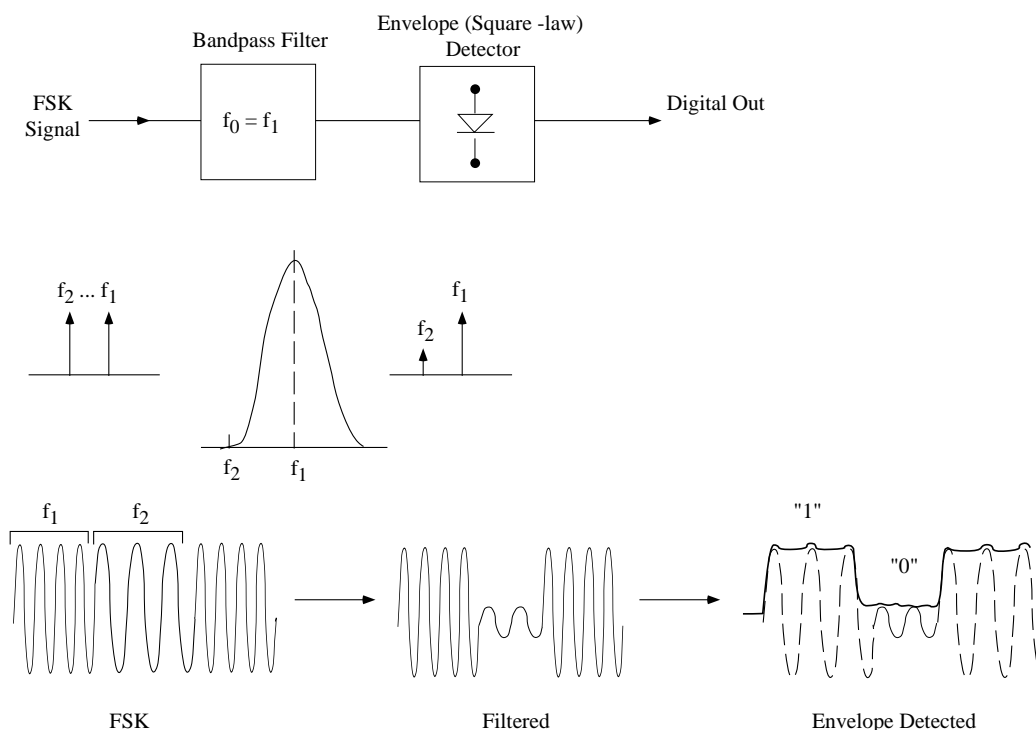 Envelope (Square -law)
Detector
Bandpass Filter
FSK
Signal
f0 = f1
Digital Out
f2 ... f1
f1
f2
f2
f1
f1
f2
"1"
"0"
FSK
Filtered
Envelope Detected